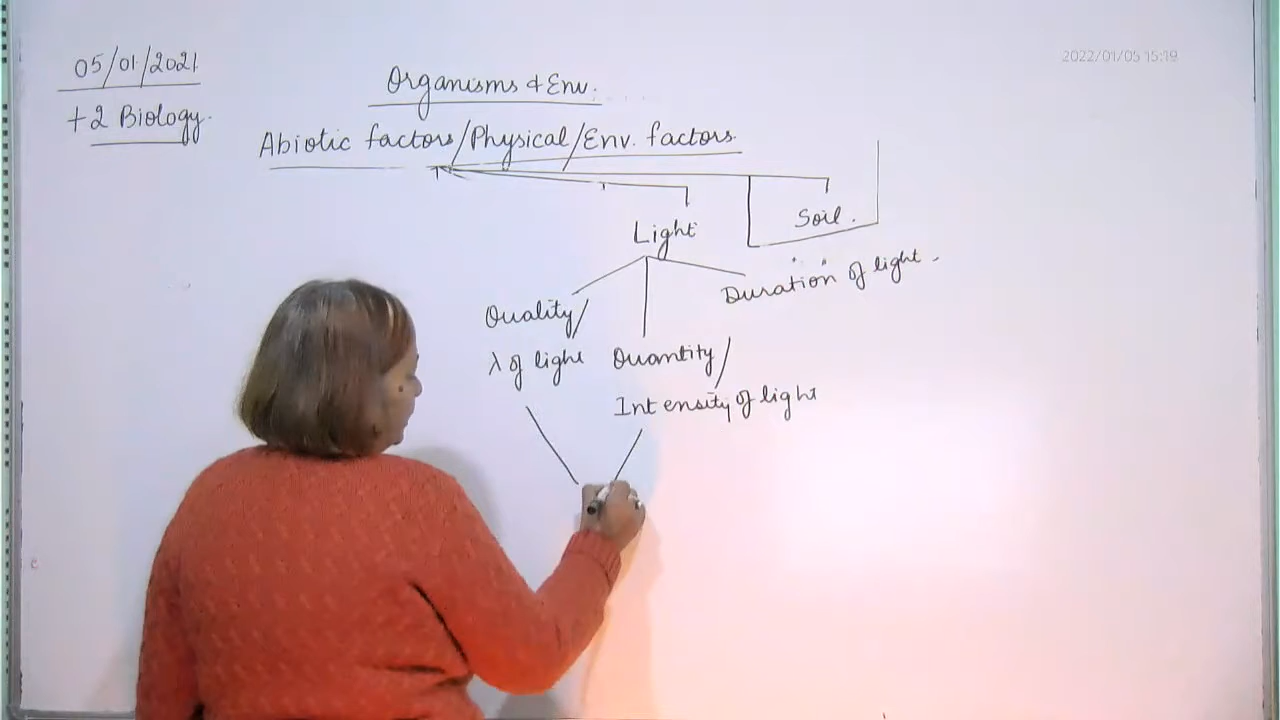 05/01/2021
2022/01/05 15:19
+2 Biology.
Organisms & Env.
Abiotic factors/Physical/Env. factors.
Light
Soil.
Quality/
λ of light
Quantity/
Intensity of light
Duration of light.